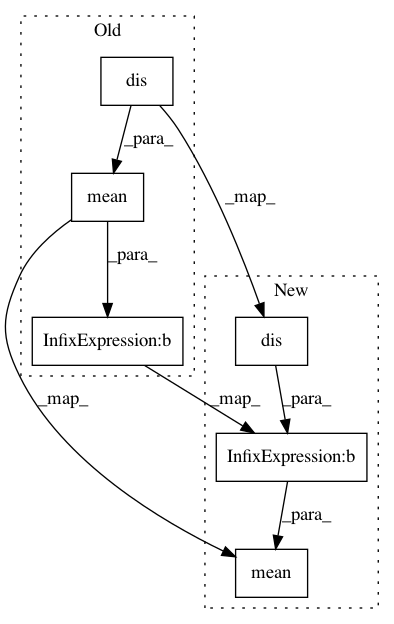 Old
dis
_para_
mean
_map_
_para_
New
InfixExpression:b
dis
_map_
_map_
_para_
InfixExpression:b
_para_
mean